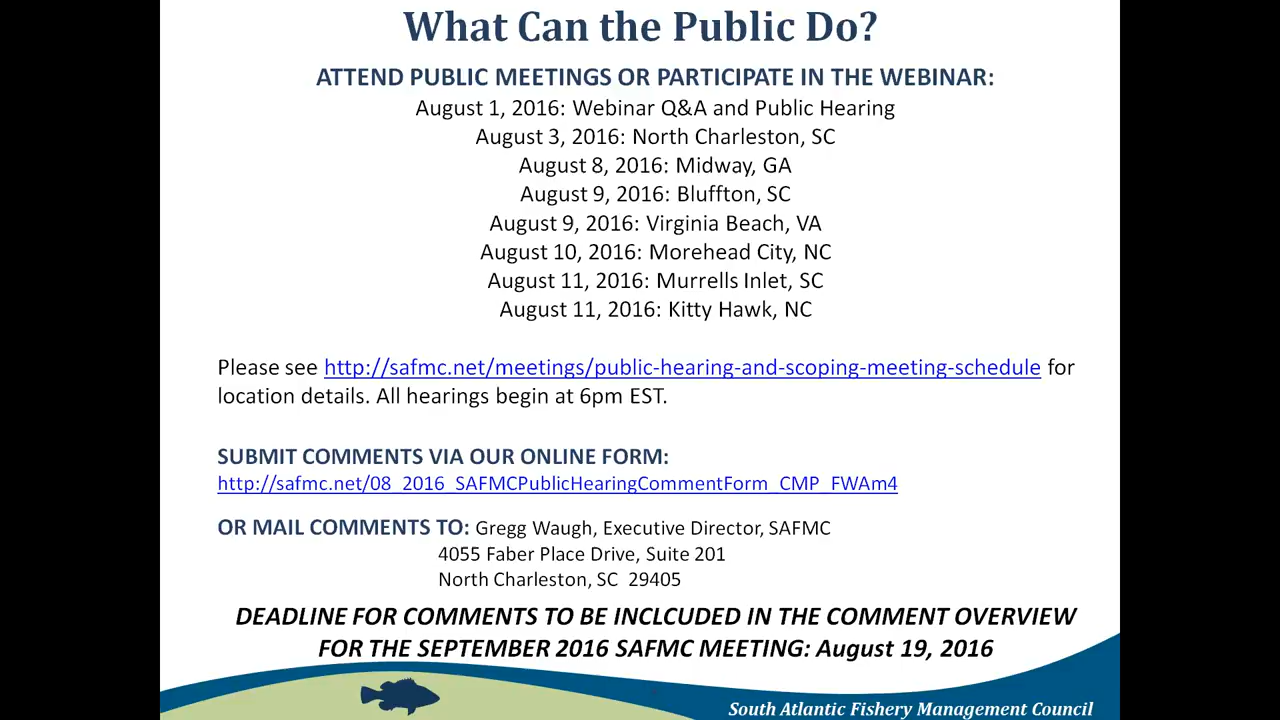 What Can the Public Do?
ATTEND PUBLIC MEETINGS OR PARTICIPATE IN THE WEBINAR:
August 1, 2016: Webinar Q&A and Public Hearing
August 3, 2016: North Charleston, SC
August 8, 2016: Midway, GA
August 9, 2016: Bluffton, SC
August 9, 2016: Virginia Beach, VA
August 10, 2016: Morehead City, NC
August 11, 2016: Murrells Inlet, SC
August 11, 2016: Kitty Hawk, NC
Please see http://safmc.net/meetings/public-hearing-and-scoping-meeting-schedule for
location details. All hearings begin at 6pm EST.
SUBMIT COMMENTS VIA OUR ONLINE FORM:
http://safmc.net/08_2016_SAFMCPublicHearingCommentForm_CMP_FWAm4
OR MAIL COMMENTS TO: Gregg Waugh, Executive Director, SAFMC
4055 Faber Place Drive, Suite 201
North Charleston, SC 29405
DEADLINE FOR COMMENTS TO BE INCLCUDED IN THE COMMENT OVERVIEW
FOR THE SEPTEMBER 2016 SAFMC MEETING: August 19, 2016
South Atlantic Fishery Management Council